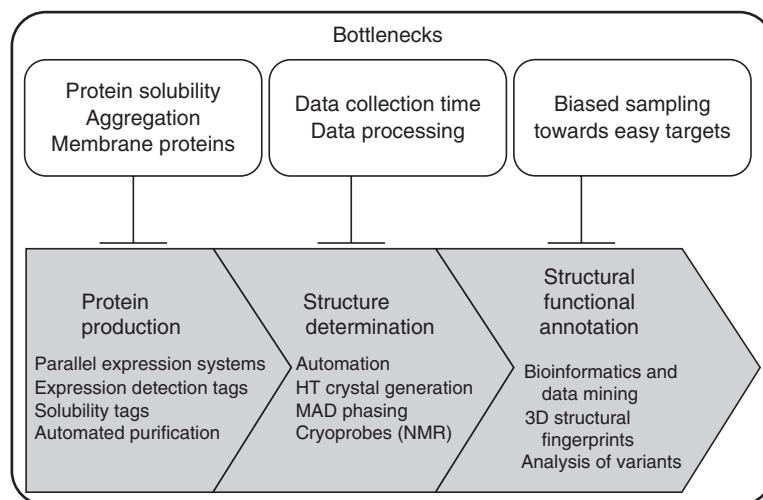 Bottlenecks
Protein solubility
Aggregation
Membrane proteins
Data collection time
Data processing
Biased sampling
towards easy targets
Protein
production
Parallel expression systems
Expression detection tags
Solubility tags
Automated purification
Structure
determination
Automation
HT crystal generation
MAD phasing
Cryoprobes (NMR)
Structural
functional
annotation
Bioinformatics and
data mining
3D structural
fingerprints
Analysis of variants